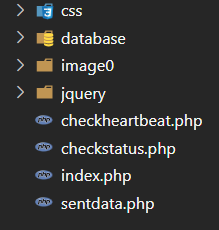 css
database
image0
jquery
checkheartbeat.php
checkstatus.php
index.php
sentdata.php